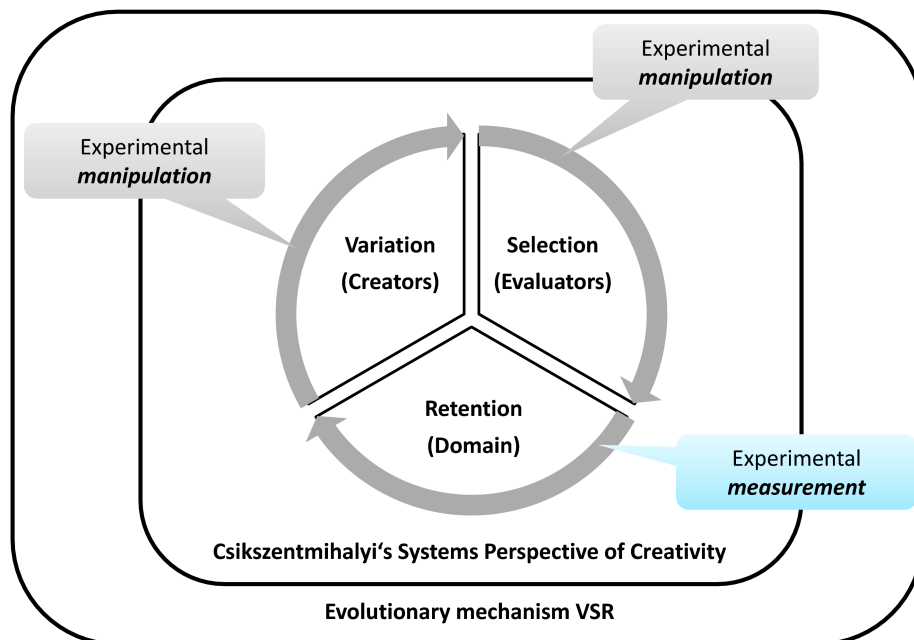 Experimental
manipulation
Experimental
manipulation
Variation
(Creators)
Selection
(Evaluators)
Retention
(Domain)
Experimental
measurement
Csikszentmihalyi‘s Systems Perspective of Creativity
Evolutionary mechanism VSR